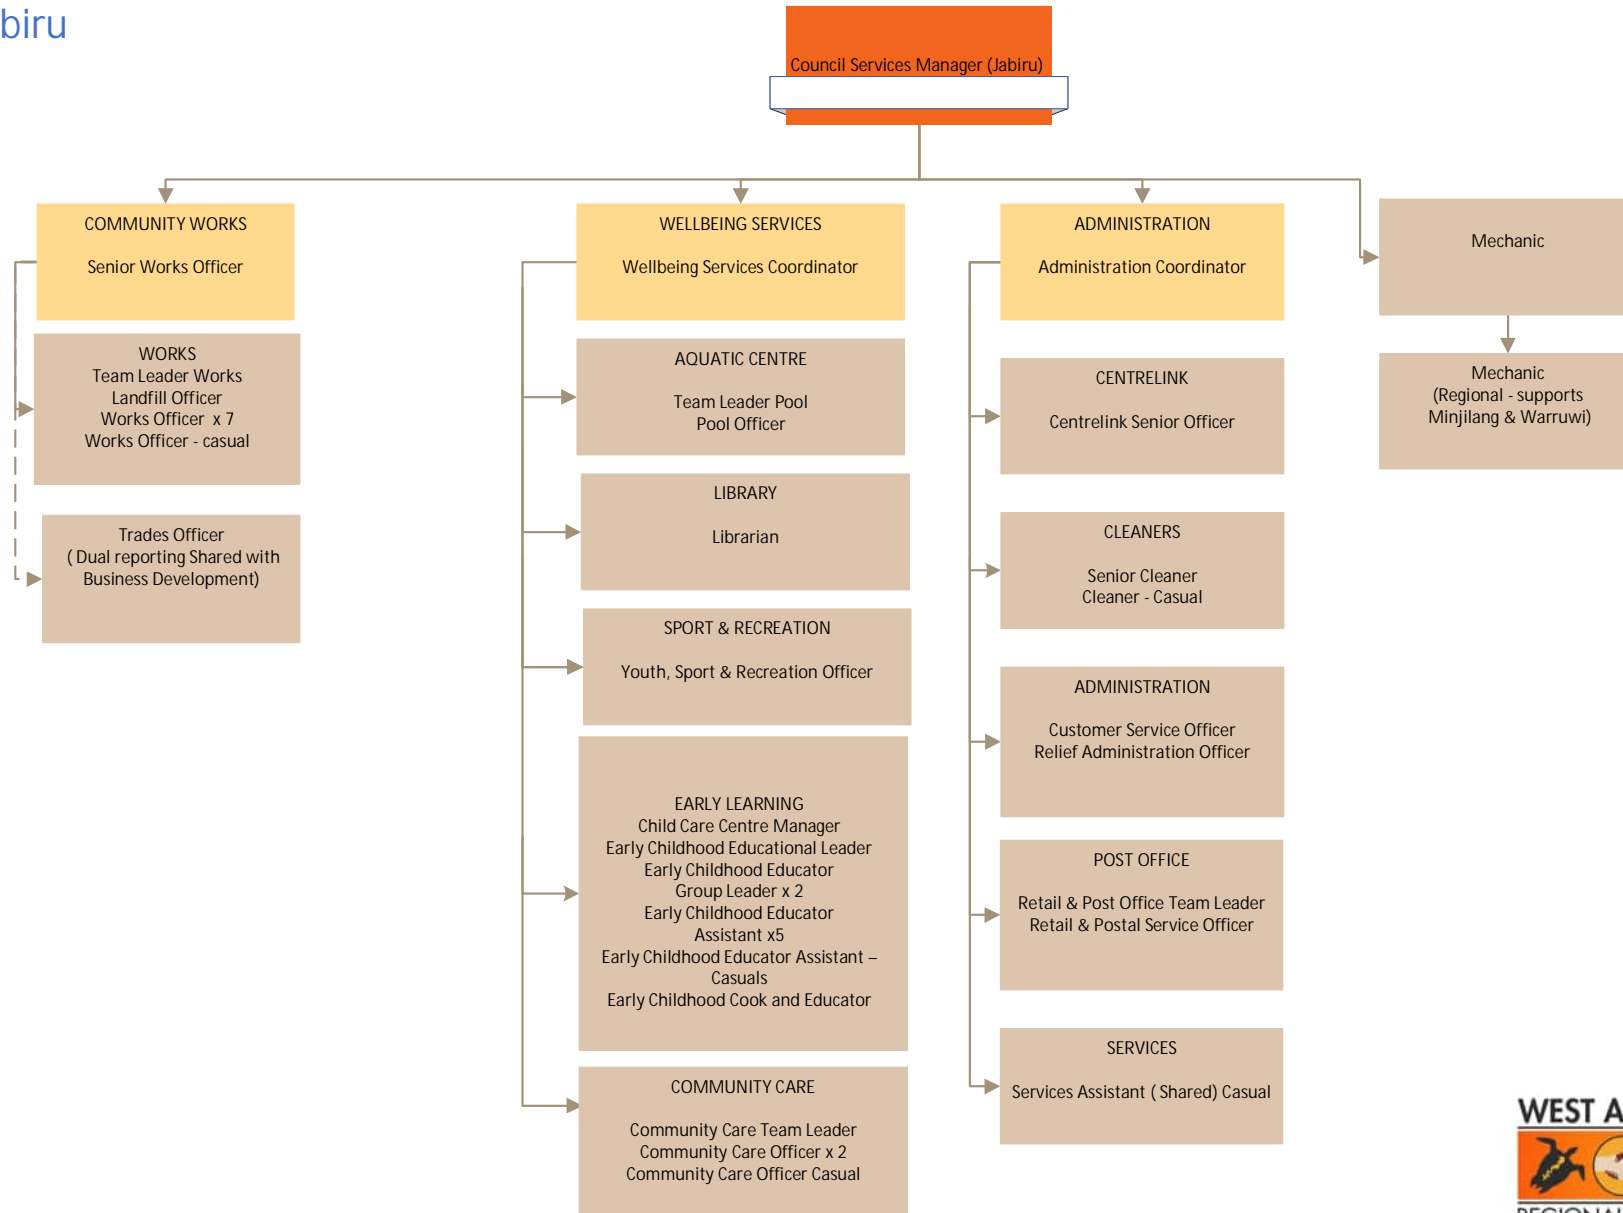 biru
Council Services Manager (Jabiru)
COMMUNITY WORKS
Senior Works Officer
WORKS
Team Leader Works
Landfill Officer
Works Officer x 7
Works Officer - casual
Trades Officer
( Dual reporting Shared with
Business Development)
WELLBEING SERVICES
Wellbeing Services Coordinator
AQUATIC CENTRE
Team Leader Pool
Pool Officer
LIBRARY
Librarian
SPORT & RECREATION
Youth, Sport & Recreation Officer
EARLY LEARNING
Child Care Centre Manager
Early Childhood Educational Leader
Early Childhood Educator
Group Leader x 2
Early Childhood Educator
Assistant x5
Early Childhood Educator Assistant –
Casuals
Early Childhood Cook and Educator
COMMUNITY CARE
Community Care Team Leader
Community Care Officer x 2
Community Care Officer Casual
ADMINISTRATION
Administration Coordinator
CENTRELINK
Centrelink Senior Officer
CLEANERS
Senior Cleaner
Cleaner - Casual
ADMINISTRATION
Customer Service Officer
Relief Administration Officer
POST OFFICE
Retail & Post Office Team Leader
Retail & Postal Service Officer
SERVICES
Services Assistant ( Shared) Casual
Mechanic
Mechanic
(Regional - supports
Minjilang & Warruwi)
WEST A
REGIONAL